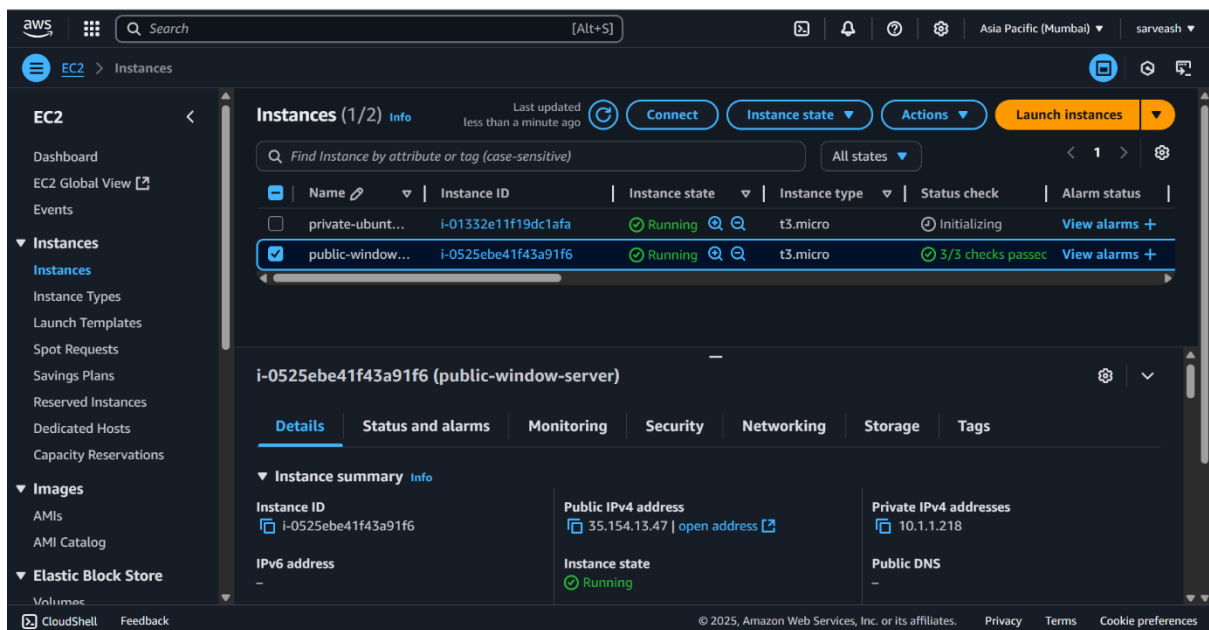 aws Search [Alt+S] Asia Pacific (Mumbai) ▼ sarveash ▼
EC2 > Instances
EC2
Dashboard
EC2 Global View
Events
▼ Instances
Instances
Instance Types
Launch Templates
Spot Requests
Savings Plans
Reserved Instances
Dedicated Hosts
Capacity Reservations
▼ Images
AMIs
AMI Catalog
▼ Elastic Block Store
Volumes
Instances (1/2) Info
Last updated
less than a minute ago
Connect Instance state ▼ Actions ▼ Launch instances ▼
Find Instance by attribute or tag (case-sensitive) All states ▼ < 1 >
Name Instance ID Instance state Instance type Status check Alarm status
private-ubunt... i-01332e11f19dc1afa Running t3.micro Initializing View alarms +
public-window... i-0525ebe41f43a91f6 Running t3.micro 3/3 checks passec View alarms +
i-0525ebe41f43a91f6 (public-window-server)
Details Status and alarms Monitoring Security Networking Storage Tags
▼ Instance summary Info
Instance ID Public IPv4 address Private IPv4 addresses
i-0525ebe41f43a91f6 35.154.13.47 | open address 10.1.1.218
IPv6 address Instance state Public DNS
– Running –
CloudShell Feedback © 2025, Amazon Web Services, Inc. or its affiliates. Privacy Terms Cookie preferences